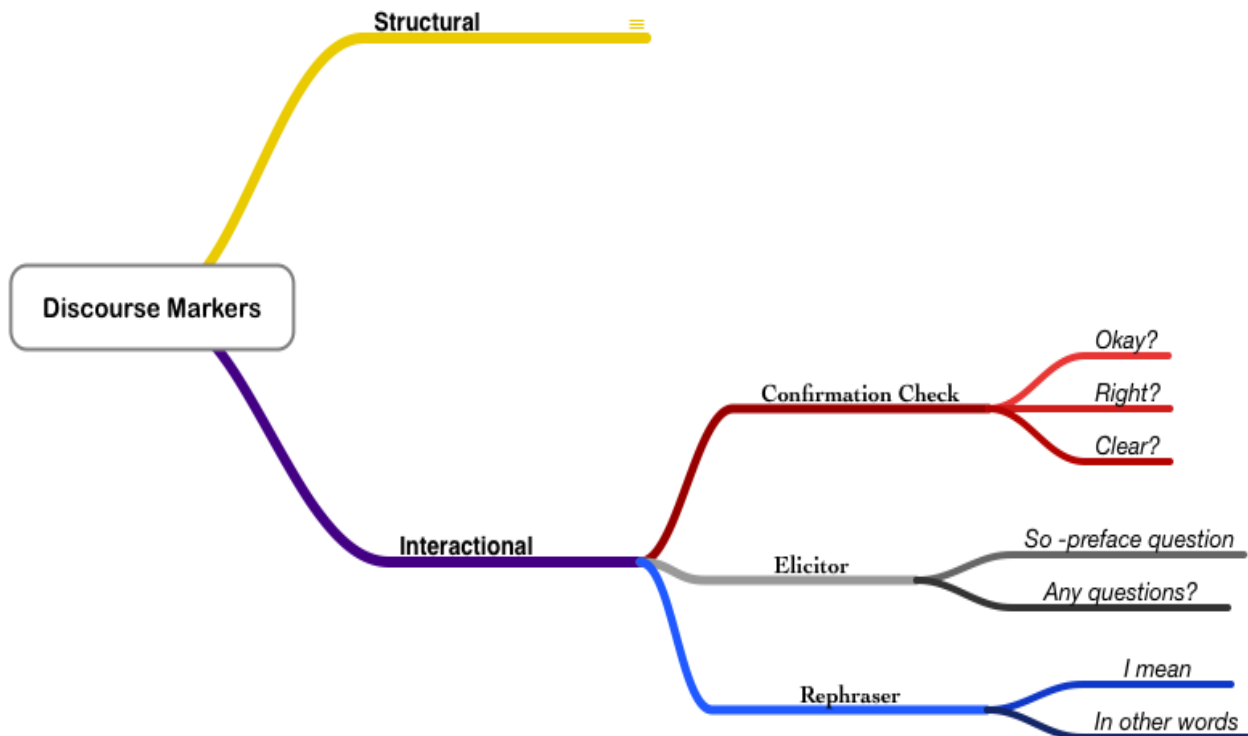 Structural
Discourse Markers
Interactional
Confirmation Check
Okay?
Right?
Clear?
Elicitor
So -preface question
Any questions?
Rephraser
I mean
In other words